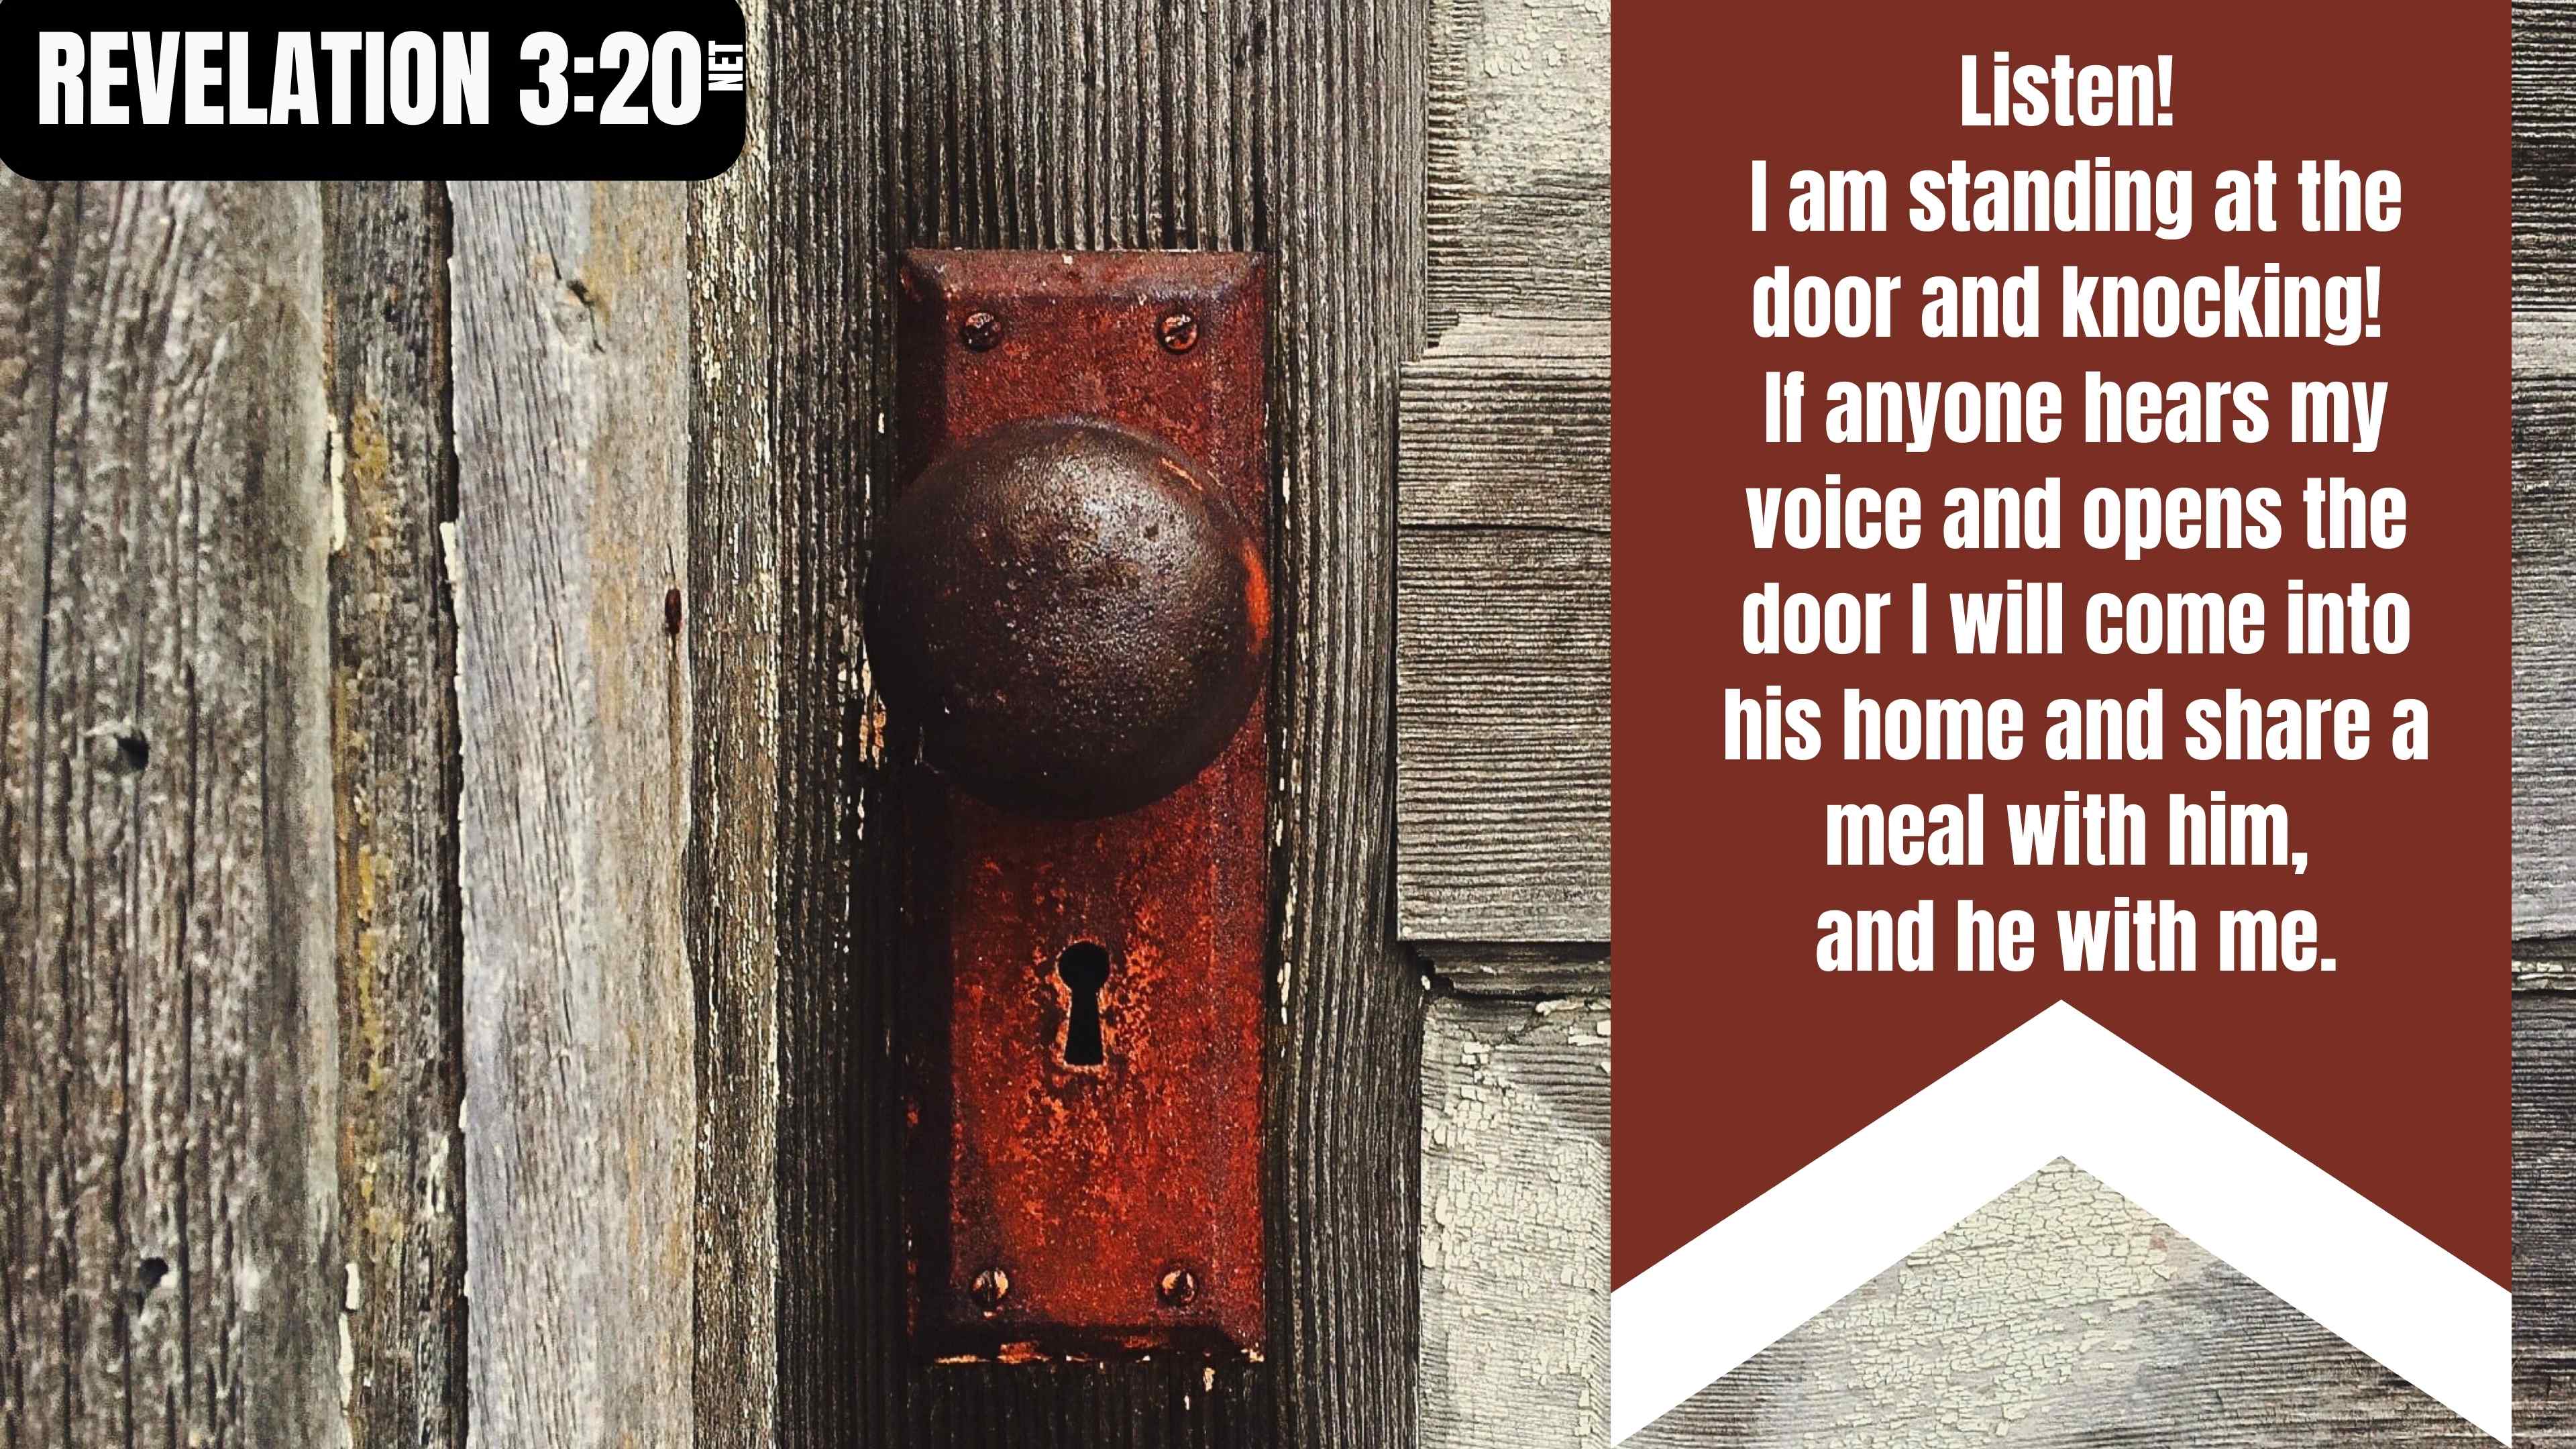 REVELATION 3:20 NET
Listen!
I am standing at the
door and knocking!
If anyone hears my
voice and opens the
door I will come into
his home and share a
meal with him,
and he with me.